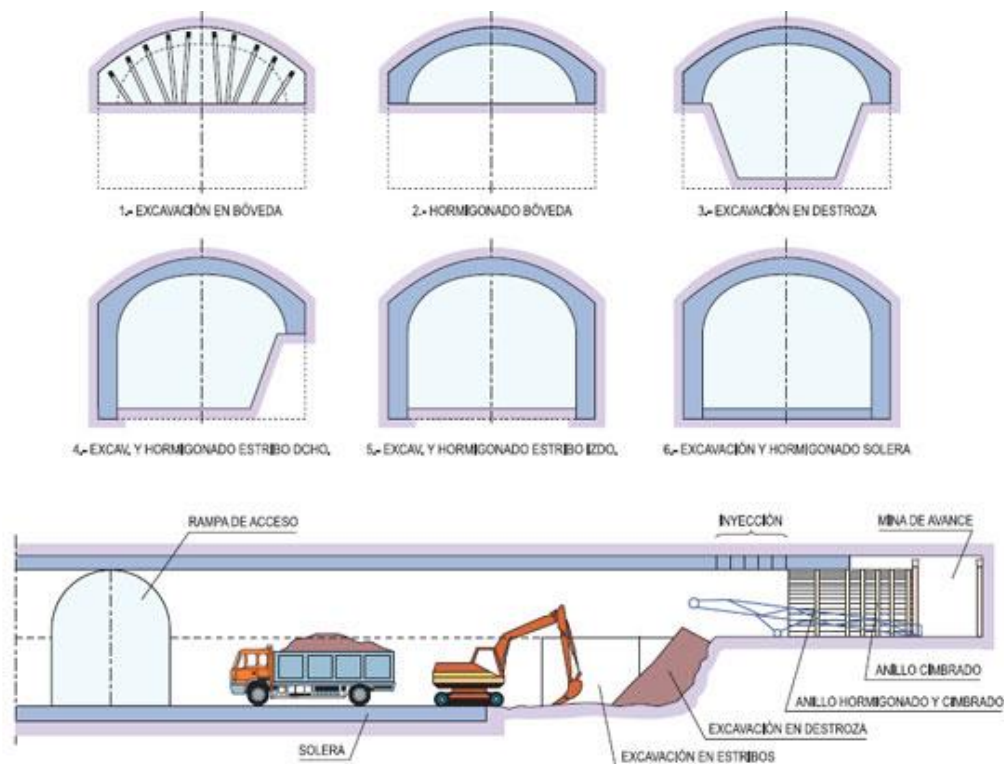 1.- EXCAVACIÓN EN BÓVEDA
2.- HORMIGONADO BÓVEDA
3.- EXCAVACIÓN EN DESTROZA
4.- EXCAV. Y HORMIGONADO ESTRIBO DCHO.
5.- EXCAV. Y HORMIGONADO ESTRIBO IZDO.
6.- EXCAVACIÓN Y HORMIGONADO SOLERA
RAMPA DE ACCESO
INYECCIÓN
MINA DE AVANCE
ANILLO CIMBRADO
ANILLO HORMIGONADO Y CIMBRADO
EXCAVACIÓN EN DESTROZA
SOLERA
EXCAVACIÓN EN ESTRIBOS